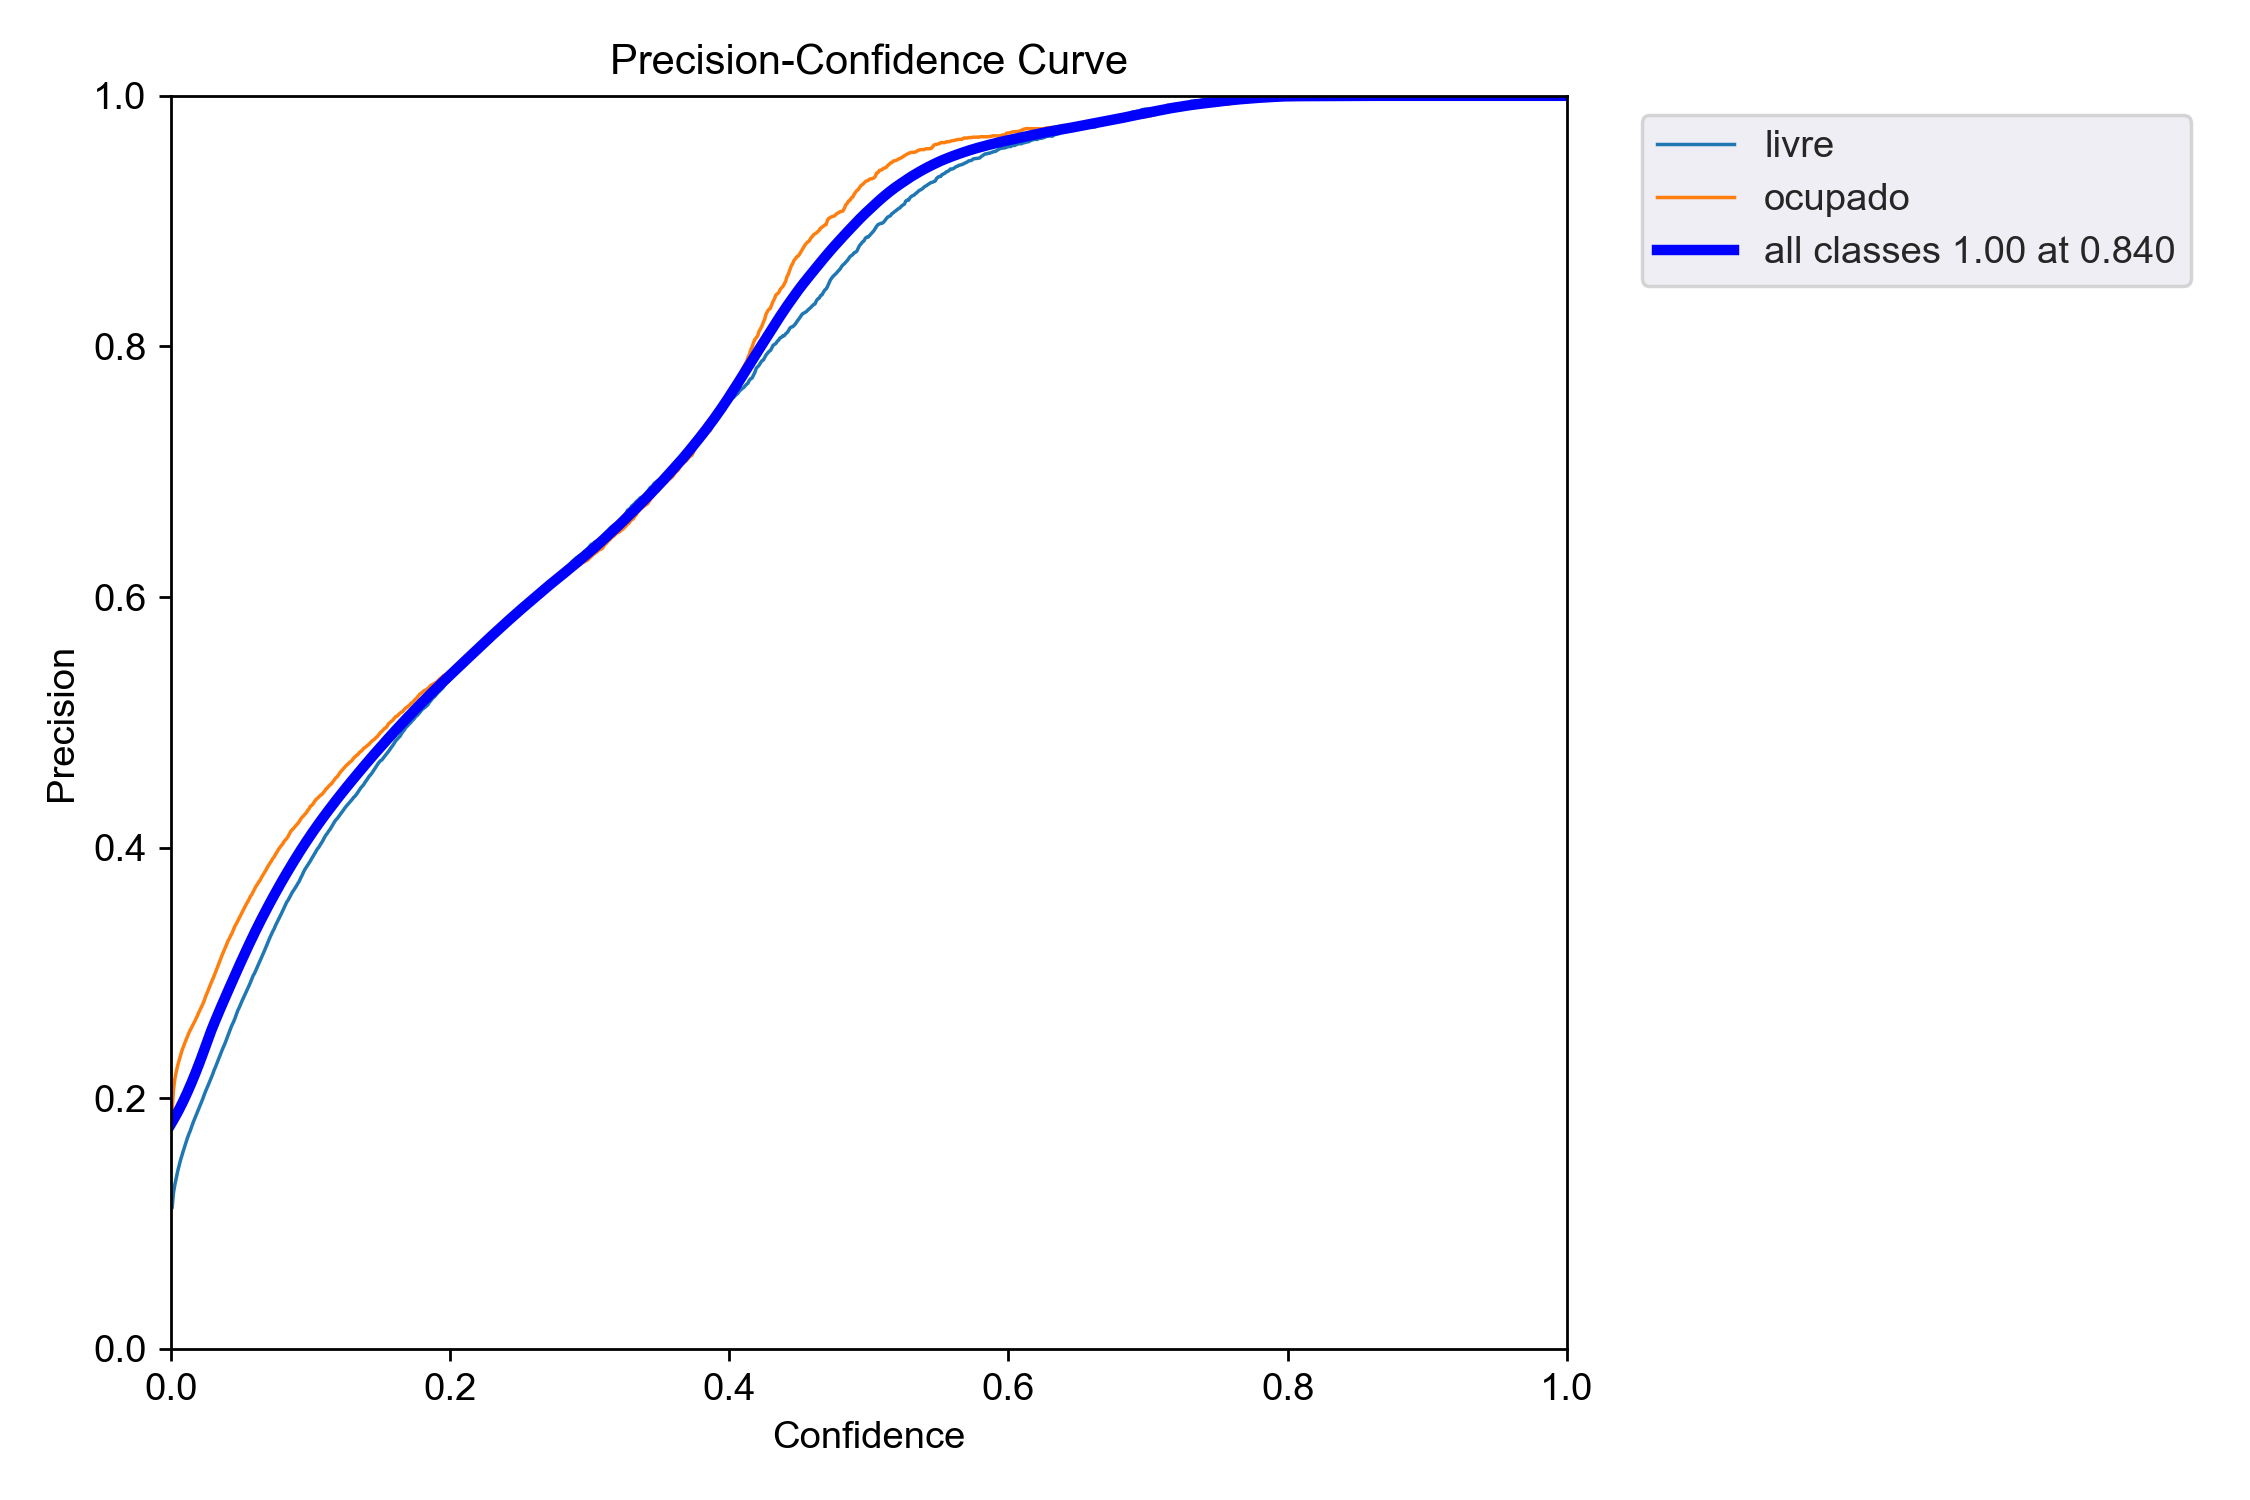 Precision-Confidence Curve
1.0
0.8
0.6
0.4
0.2
0.0
Precision
0.0 0.2 0.4 0.6 0.8 1.0
Confidence
livre
ocupado
all classes 1.00 at 0.840